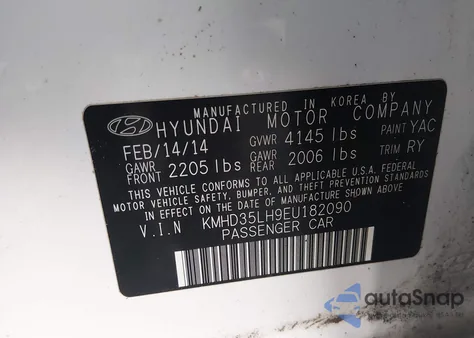 MANUFACTURED IN KOREA BY
HYUNDAI MOTOR COMPANY
FEB/14/14 GVWR 4145 lbs PAINT YAC
GAWR FRONT 2205 lbs GAWR REAR 2006 lbs TRIM RY
THIS VEHICLE CONFORMS TO ALL APPLICABLE U.S.A. FEDERAL
MOTOR VEHICLE SAFETY, BUMPER, AND THEFT PREVENTION
STANDARDS IN EFFECT ON THE DATE OF MANUFACTURE SHOWN ABOVE.
V.I.N KMHD35LH9EU182090
PASSENGER CAR
autoSnap